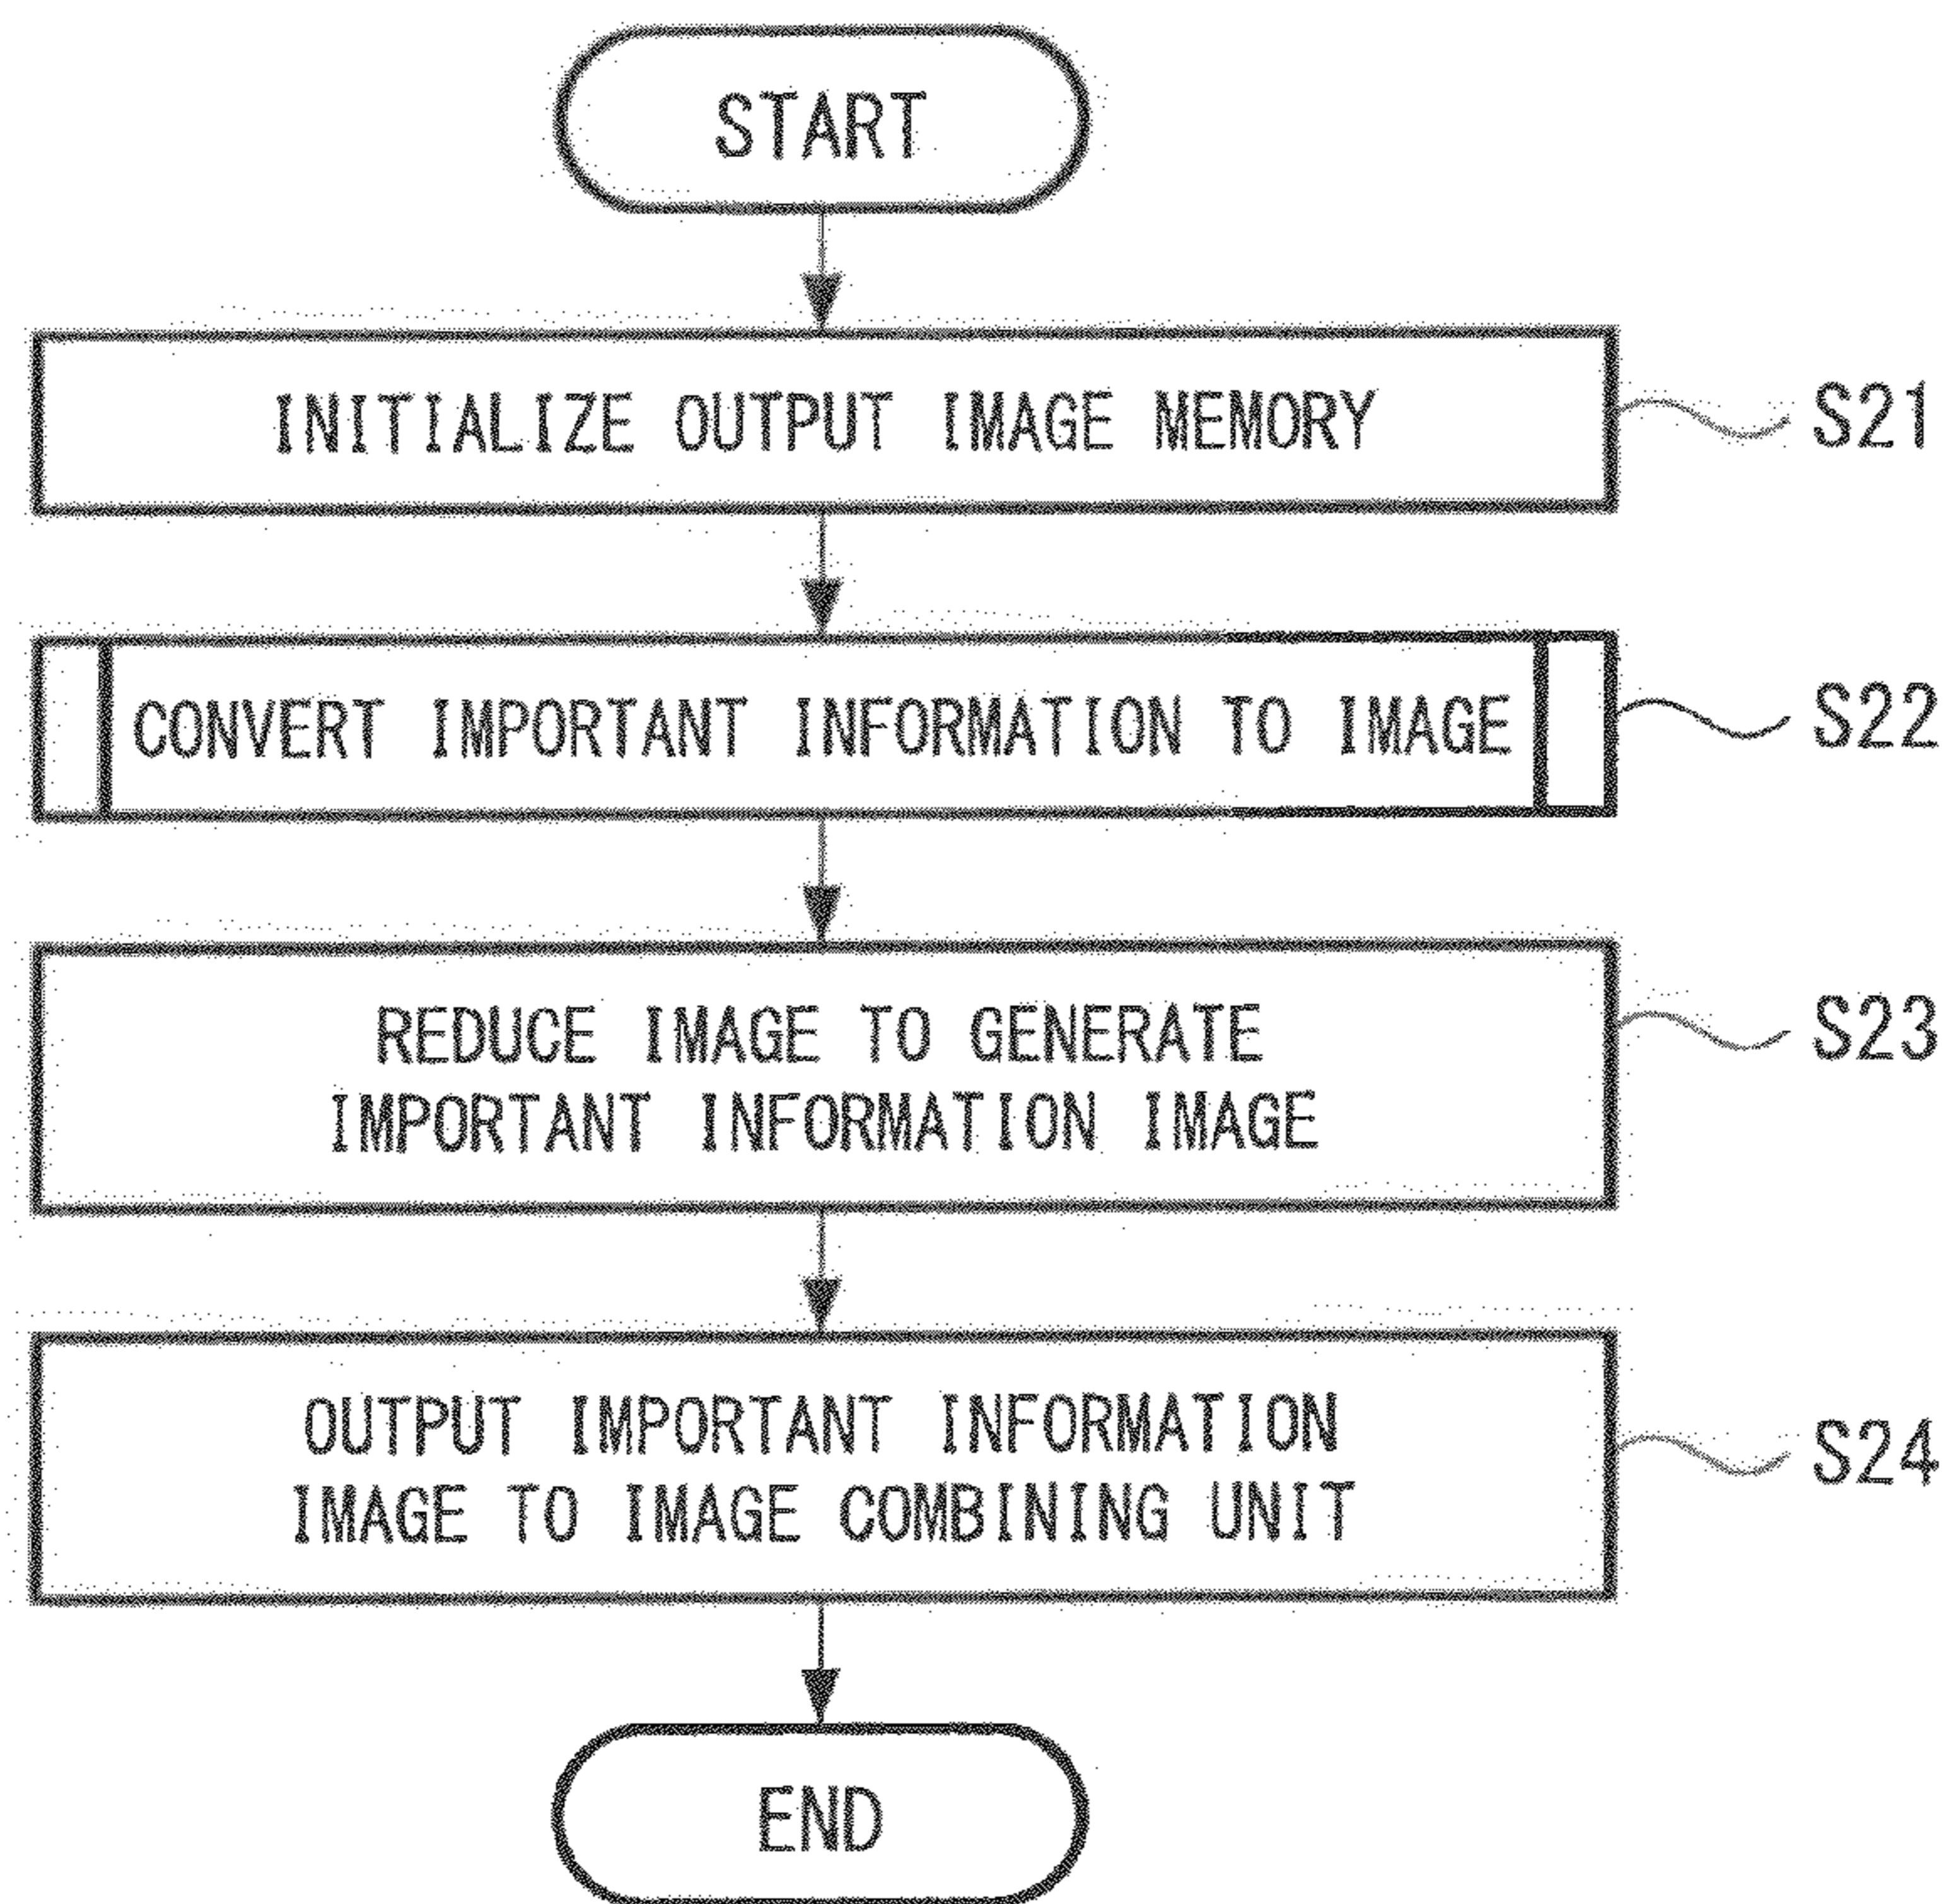 START
INITIALIZE OUTPUT IMAGE MEMORY
S21
CONVERT IMPORTANT INFORMATION TO IMAGE
S22
REDUCE IMAGE TO GENERATE
IMPORTANT INFORMATION IMAGE
S23
OUTPUT IMPORTANT INFORMATION
IMAGE TO IMAGE COMBINING UNIT
S24
END